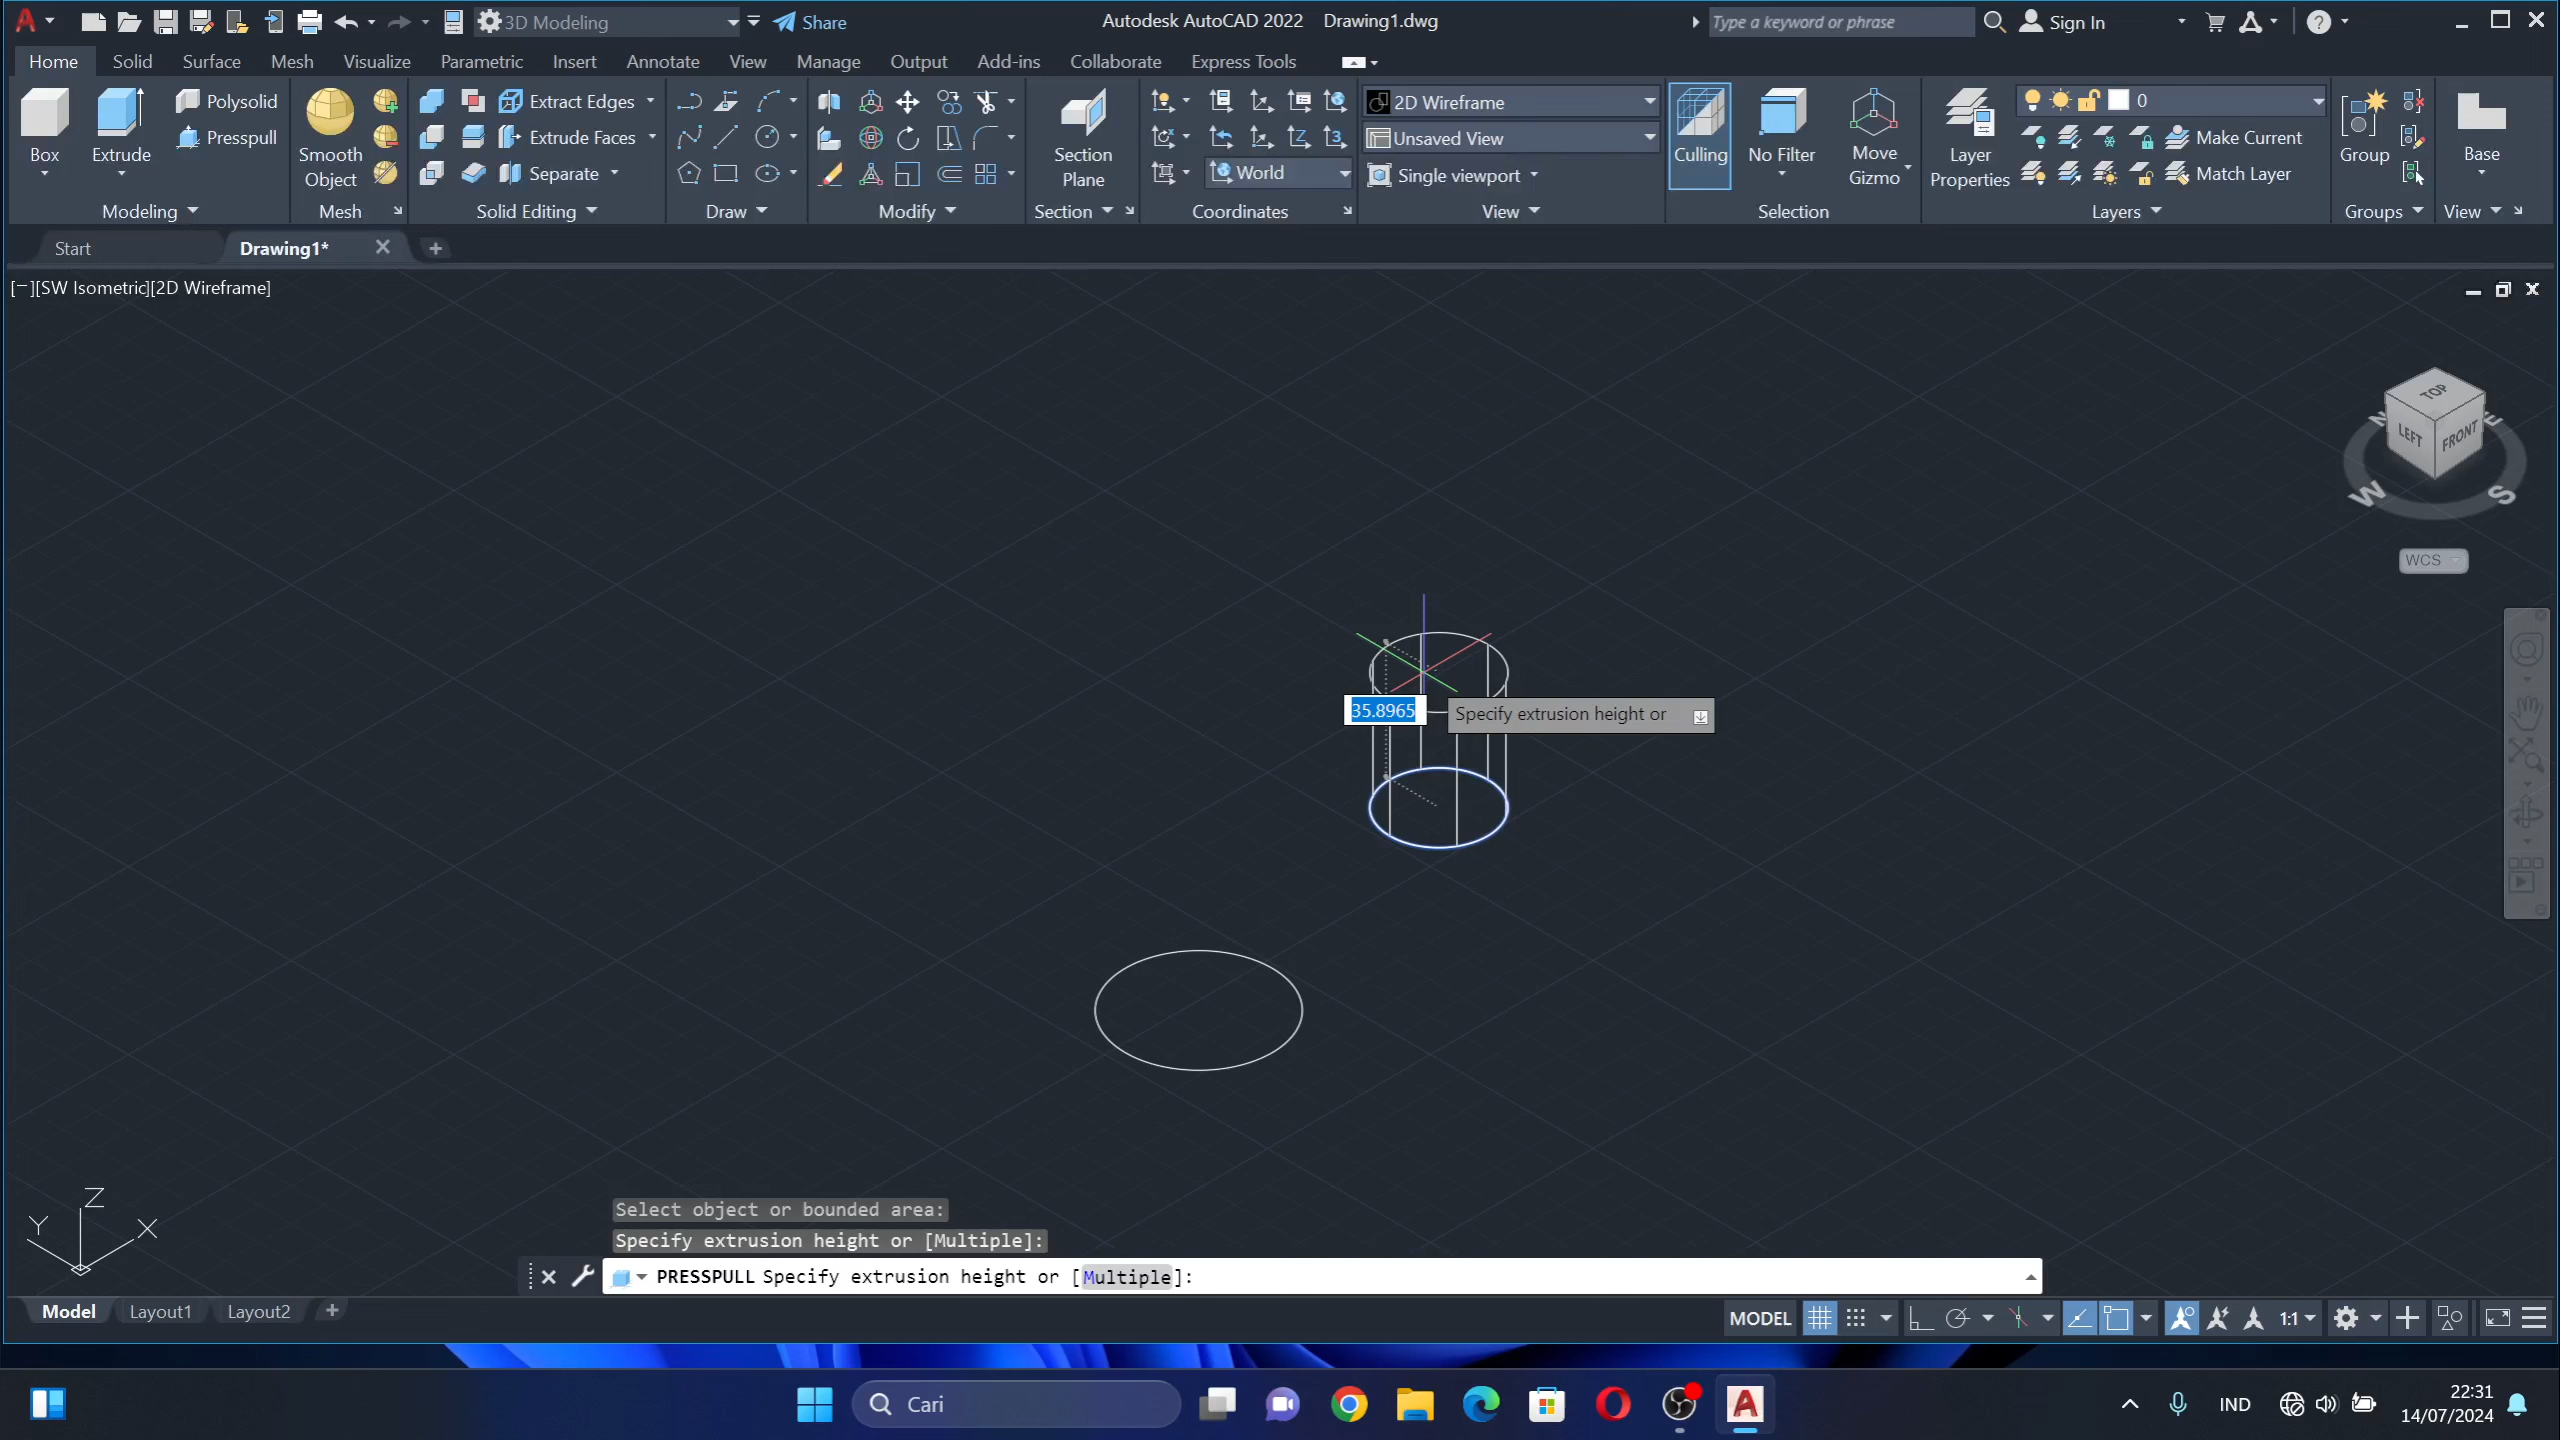 3D Modeling
Share
Autodesk AutoCAD 2022 Drawing1.dwg
Type a keyword or phrase
Sign In
Home Solid Surface Mesh Visualize Parametric Insert Annotate View Manage Output Add-ins Collaborate Express Tools
Box
Extrude
Polysolid
Presspull
Modeling
Smooth
Object
Mesh
Extract Edges
Extrude Faces
Separate
Solid Editing
Draw
Modify
Section
Plane
Section
World
Coordinates
2D Wireframe
Unsaved View
Single viewport
View
Culling
No Filter
Move
Gizmo
Selection
Layer
Properties
0
Make Current
Match Layer
Layers
Group
Groups
Base
View
Start
Drawing1*
[−][SW Isometric][2D Wireframe]
TOP
LEFT
FRONT
N
E
W
S
WCS
35.8965
Specify extrusion height or
Z
Y
X
Select object or bounded area:
Specify extrusion height or [Multiple]:
PRESSPULL Specify extrusion height or [Multiple]:
Model Layout1 Layout2
MODEL
1:1
Cari
IND
22:31
14/07/2024